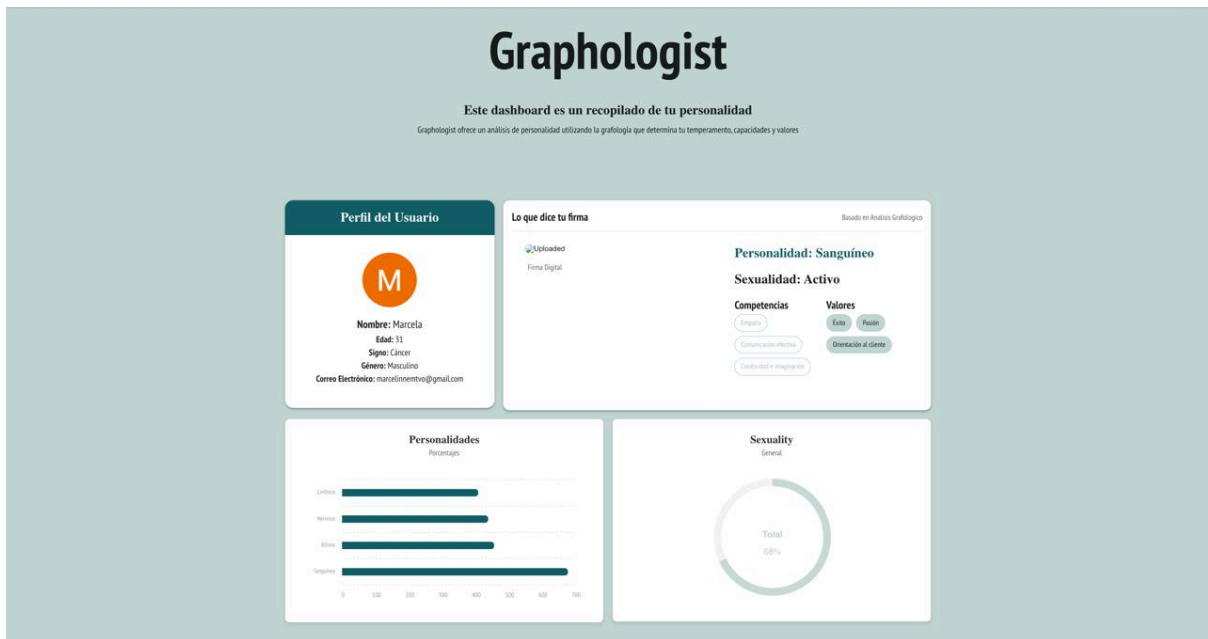 Graphologist
Este dashboard es un recopilado de tu personalidad
Graphologist ofrece un análisis de personalidad utilizando la grafología que determina tu temperamento, capacidades y valores
Perfil del Usuario
M
Nombre: Marcela
Edad: 31
Signo: Cáncer
Género: Masculino
Correo Electrónico: marcelinnemtvo@gmail.com
Lo que dice tu firma
Basado en Analisis Grafologico
Uploaded
Firma Digital
Personalidad: Sanguíneo
Sexualidad: Activo
Competencias
Empatía
Comunicación efectiva
Creatividad e imaginación
Valores
Éxito
Pasión
Orientación al cliente
Personalidades
Porcentajes
Linfático
Nervioso
Bilioso
Sanguíneo
0 100 200 300 400 500 600 700
Sexuality
General
Total
68%